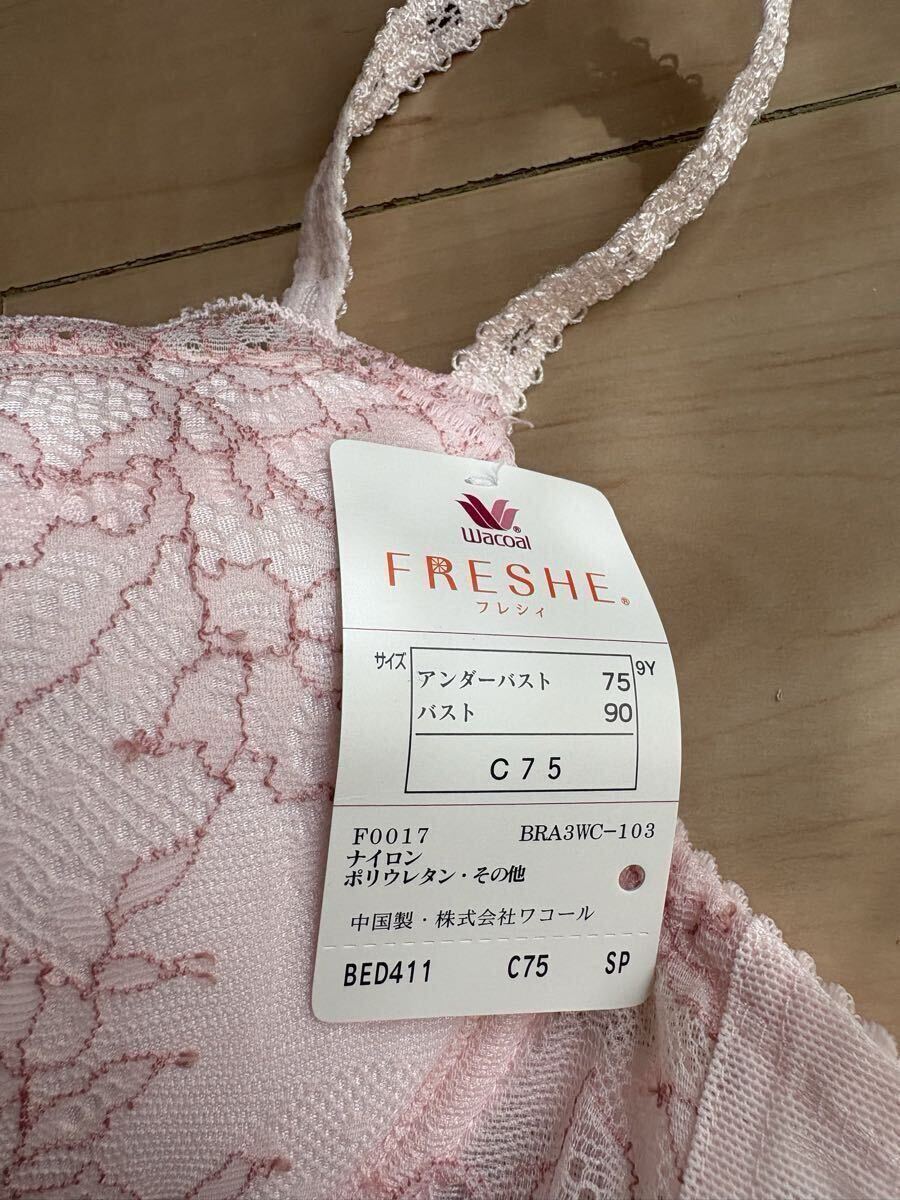 Wacoal®
FRESHE®
フレシィ
サイズ
アンダーバスト 75 9Y
バスト 90
C75
F0017 BRA3WC-103
ナイロン
ポリウレタン・その他
中国製・株式会社ワコール
BED411 C75 SP